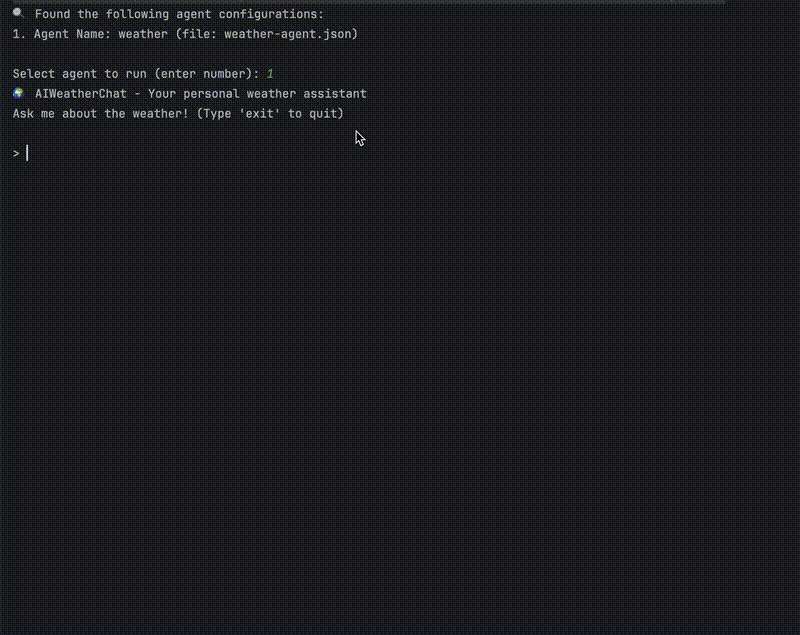 🔍 Found the following agent configurations:
1. Agent Name: weather (file: weather-agent.json)
Select agent to run (enter number): 1
🌍 AIWeatherChat - Your personal weather assistant
Ask me about the weather! (Type 'exit' to quit)
>